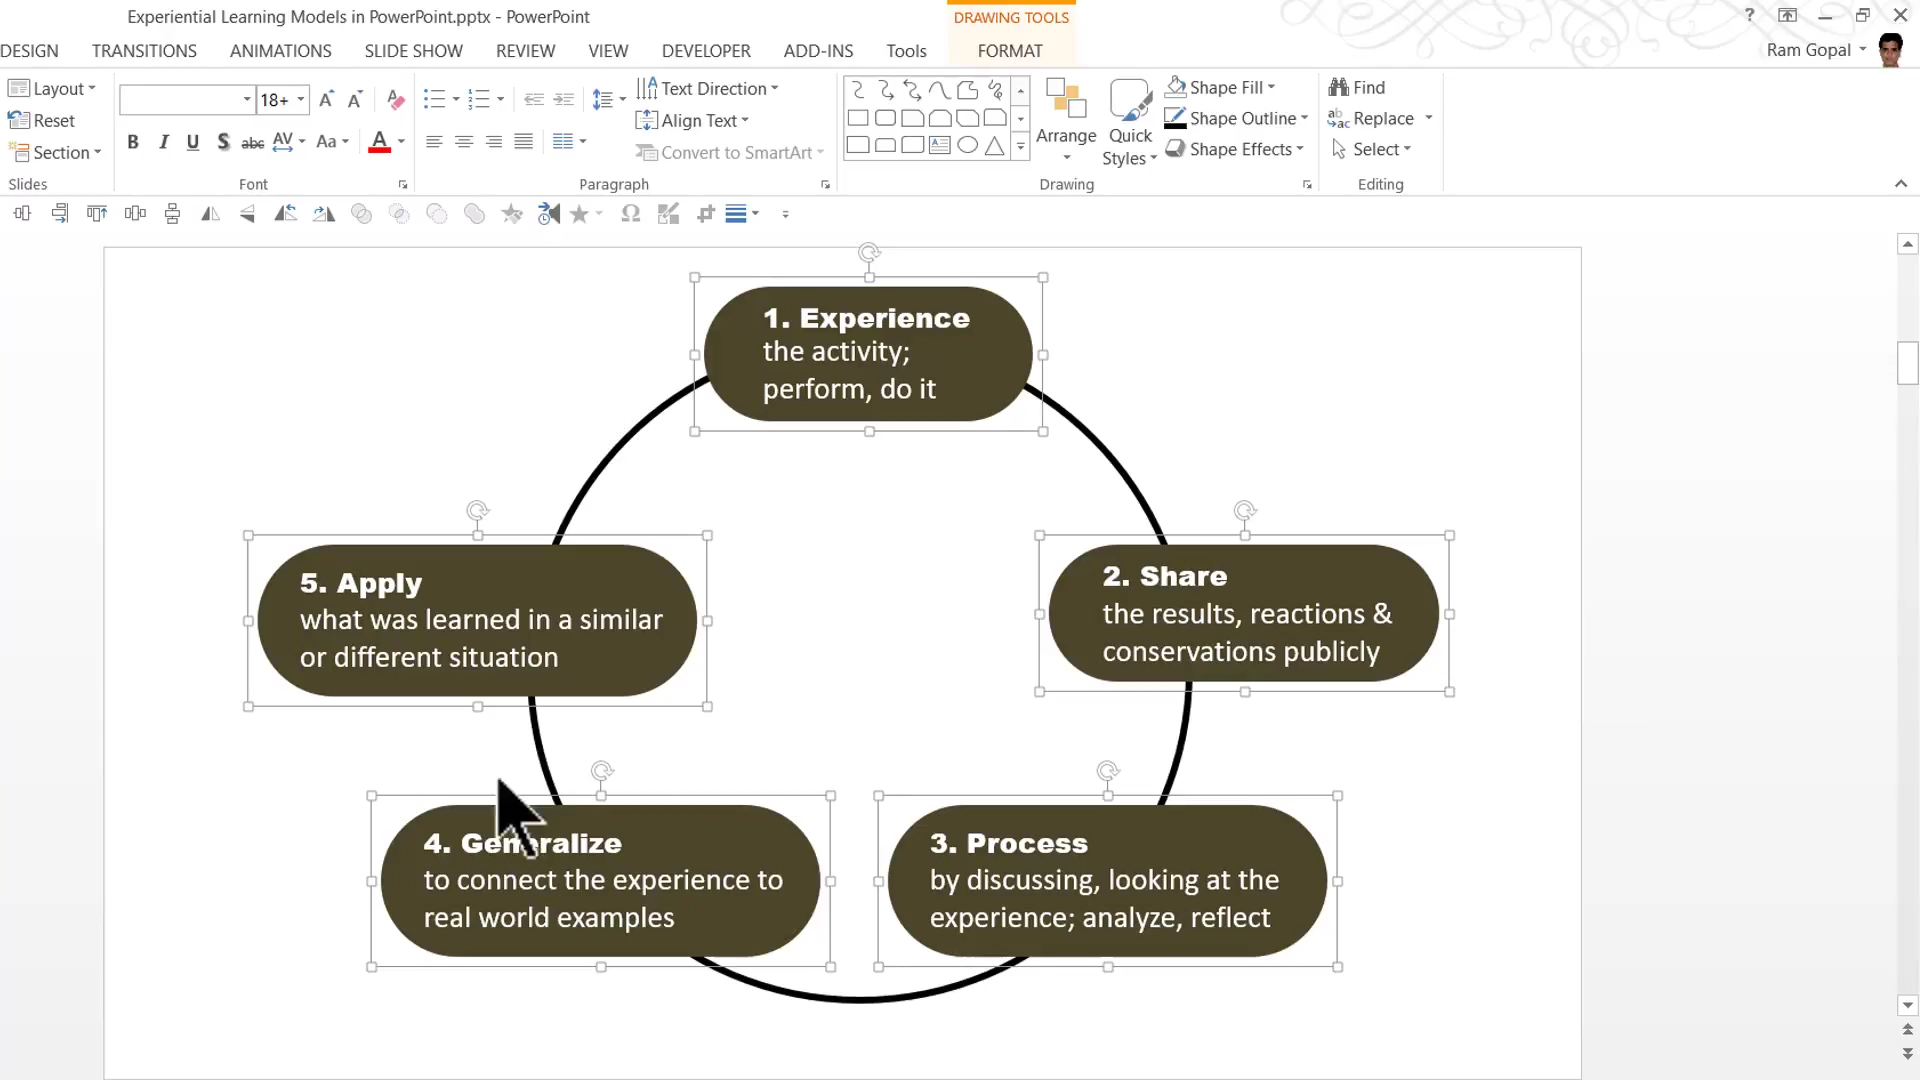 Experiential Learning Models in PowerPoint.pptx - PowerPoint
DRAWING TOOLS
?
DESIGN
TRANSITIONS
ANIMATIONS
SLIDE SHOW
REVIEW
VIEW
DEVELOPER
ADD-INS
Tools
FORMAT
Ram Gopal
Layout
Reset
Section
Slides
18+
B I U S abc AV Aa A
Font
Text Direction
Align Text
Convert to SmartArt
Paragraph
Arrange
Quick
Styles
Shape Fill
Shape Outline
Shape Effects
Drawing
Find
Replace
Select
Editing
1. Experience
the activity;
perform, do it
2. Share
the results, reactions &
conservations publicly
3. Process
by discussing, looking at the
experience; analyze, reflect
4. Generalize
to connect the experience to
real world examples
5. Apply
what was learned in a similar
or different situation